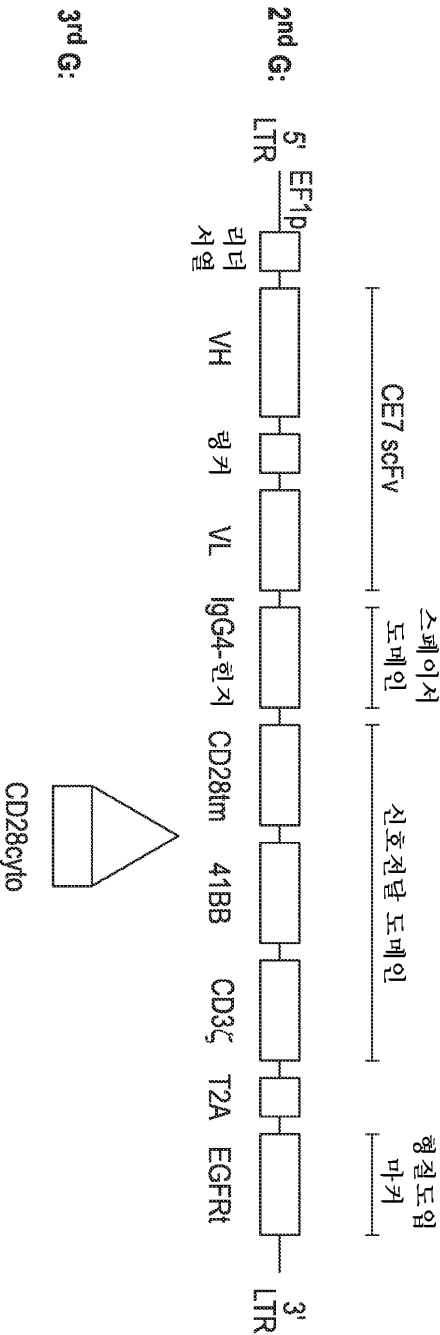 CE7 scFv
스페이서
도메인
신호전달 도메인
형질도입
마커
2nd G:
5'
LTR
EF1p
리더
서열
VH
링커
VL
IgG4-힌지
CD28tm
41BB
CD3ζ
T2A
EGFRt
3'
LTR
3rd G:
CD28cyto